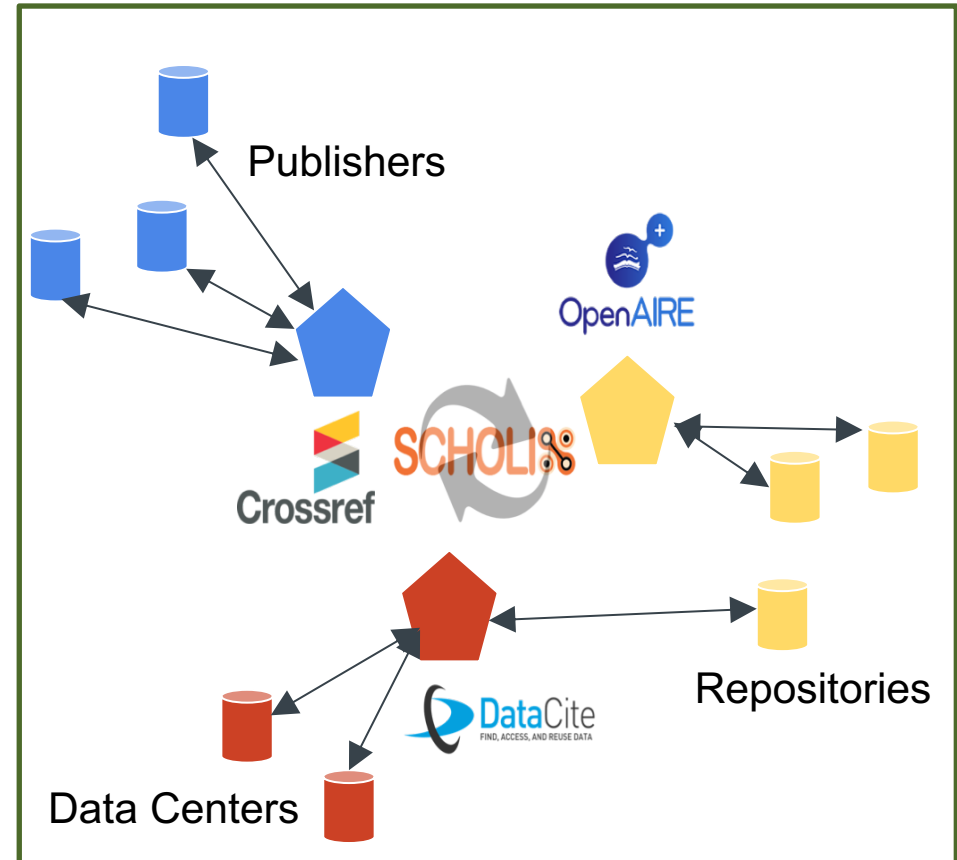 Publishers
+
OpenAIRE
SCHOLIX
Crossref
DataCite
FIND, ACCESS, AND REUSE DATA
Repositories
Data Centers